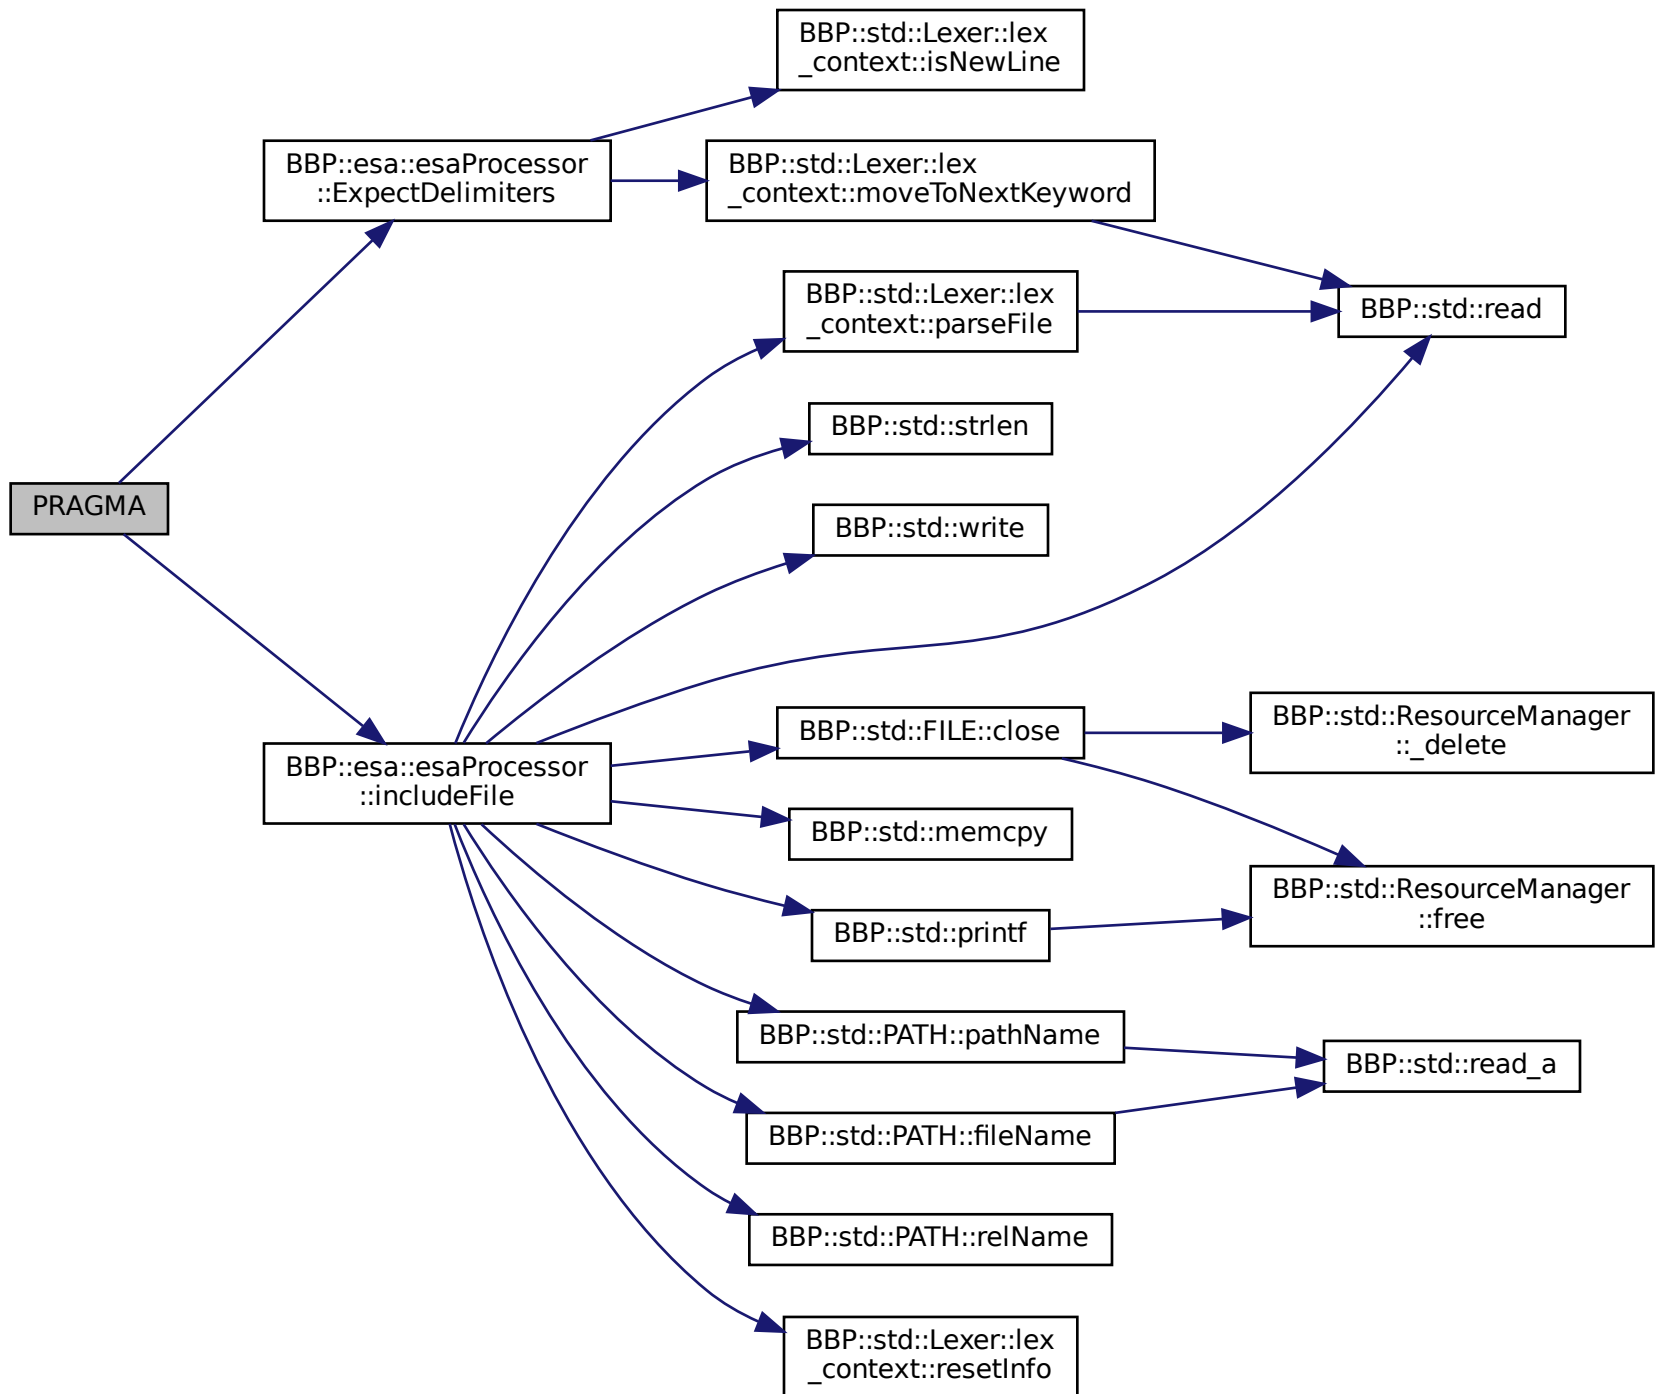 BBP::std::Lexer::lex
_context::isNewLine
BBP::esa::esaProcessor
::ExpectDelimiters
BBP::std::Lexer::lex
_context::moveToNextKeyword
BBP::std::Lexer::lex
_context::parseFile
BBP::std::read
BBP::std::strlen
PRAGMA
BBP::std::write
BBP::esa::esaProcessor
::includeFile
BBP::std::FILE::close
BBP::std::ResourceManager
::_delete
BBP::std::memcpy
BBP::std::printf
BBP::std::ResourceManager
::free
BBP::std::PATH::pathName
BBP::std::read_a
BBP::std::PATH::fileName
BBP::std::PATH::relName
BBP::std::Lexer::lex
_context::resetInfo